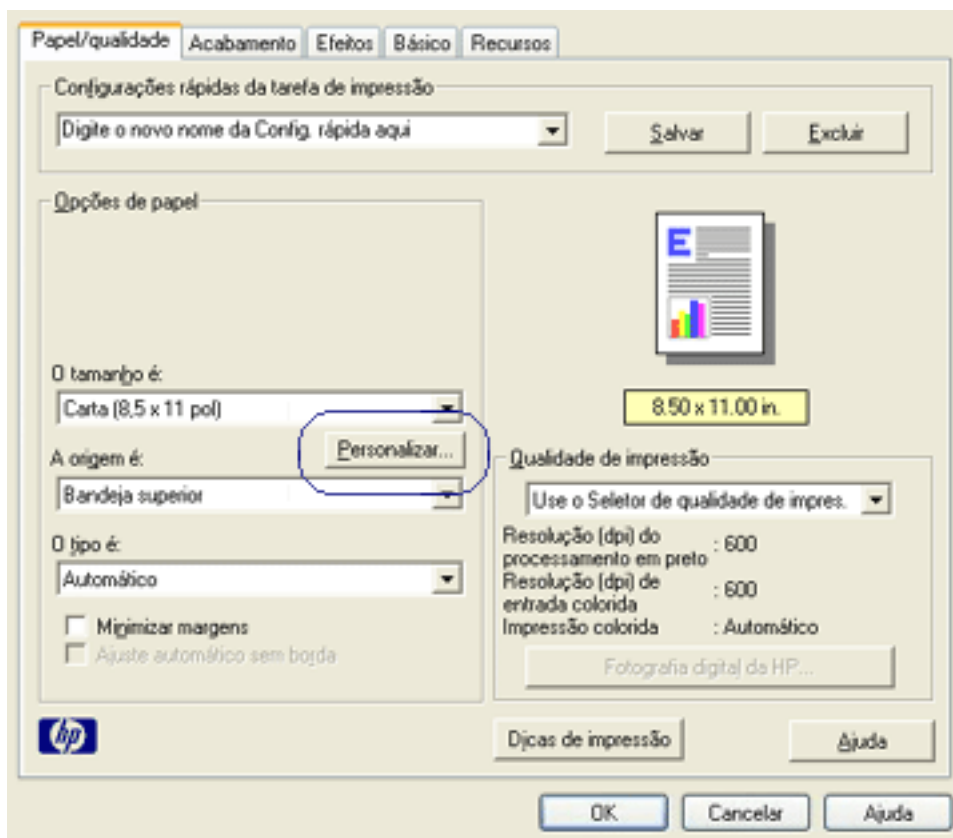 Papel/qualidade Acabamento Efeitos Básico Recursos
Configurações rápidas da tarefa de impressão
Digite o novo nome da Config. rápida aqui
Salvar Excluir
Opções de papel
E
O tamanho é:
Carta (8,5 x 11 pol)
8.50 x 11.00 in.
Personalizar...
A origem é:
Bandeja superior
Qualidade de impressão
Use o Seletor de qualidade de impres.
O tipo é:
Automático
Resolução (dpi) do
processamento em preto : 600
Resolução (dpi) de
entrada colorida : 600
Impressão colorida : Automático
Minimizar margens
Ajuste automático sem borda
Fotografia digital da HP...
hp
Dicas de impressão Ajuda
OK Cancelar Ajuda